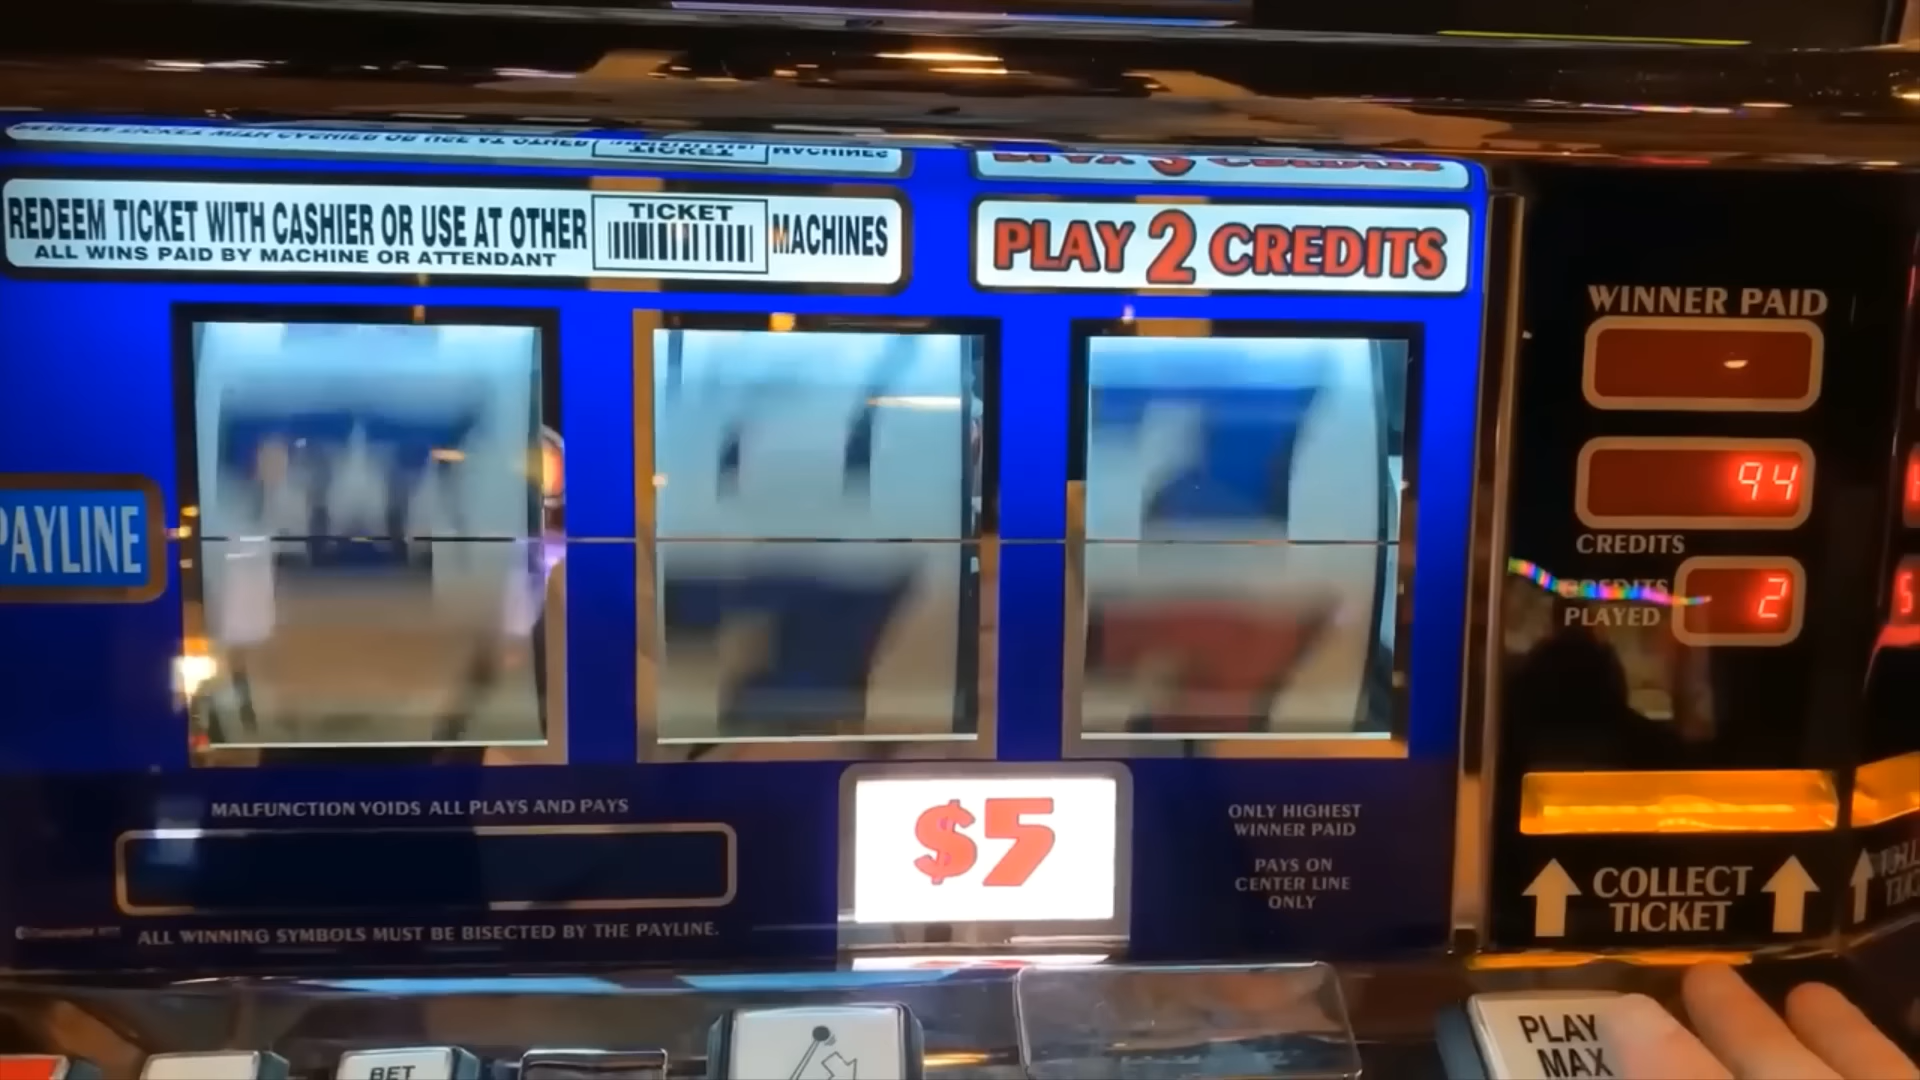 REDEEM TICKET WITH CASHIER OR USE AT OTHER
TICKET
MACHINES
ALL WINS PAID BY MACHINE OR ATTENDANT
PLAY 2 CREDITS
WINNER PAID
94
CREDITS
CREDITS
PLAYED
2
PAYLINE
MALFUNCTION VOIDS ALL PLAYS AND PAYS
ALL WINNING SYMBOLS MUST BE BISECTED BY THE PAYLINE.
$5
ONLY HIGHEST
WINNER PAID
PAYS ON
CENTER LINE
ONLY
COLLECT
TICKET
BET
PLAY
MAX